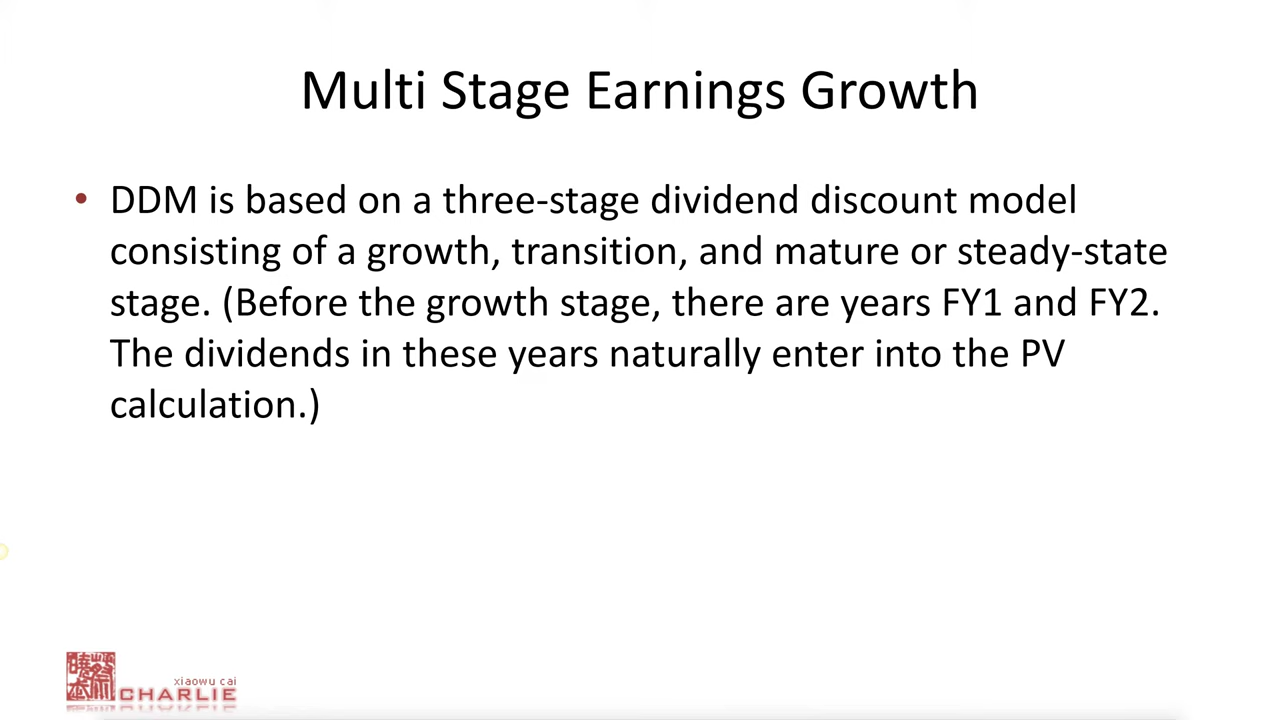 Multi Stage Earnings Growth
• DDM is based on a three-stage dividend discount model
consisting of a growth, transition, and mature or steady-state
stage. (Before the growth stage, there are years FY1 and FY2.
The dividends in these years naturally enter into the PV
calculation.)
xiaowu cai
CHARLIE